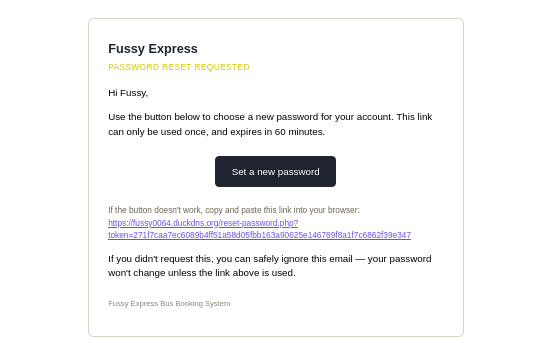 Fussy Express
PASSWORD RESET REQUESTED
Hi Fussy,
Use the button below to choose a new password for your account. This link
can only be used once, and expires in 60 minutes.
Set a new password
If the button doesn't work, copy and paste this link into your browser:
https://fussy0064.duckdns.org/reset-password.php?
token=271f7caa7ec6089b4ff51a58d05fbb163a90625e146789f8a1f7c6862f39e347
If you didn't request this, you can safely ignore this email — your password
won't change unless the link above is used.
Fussy Express Bus Booking System